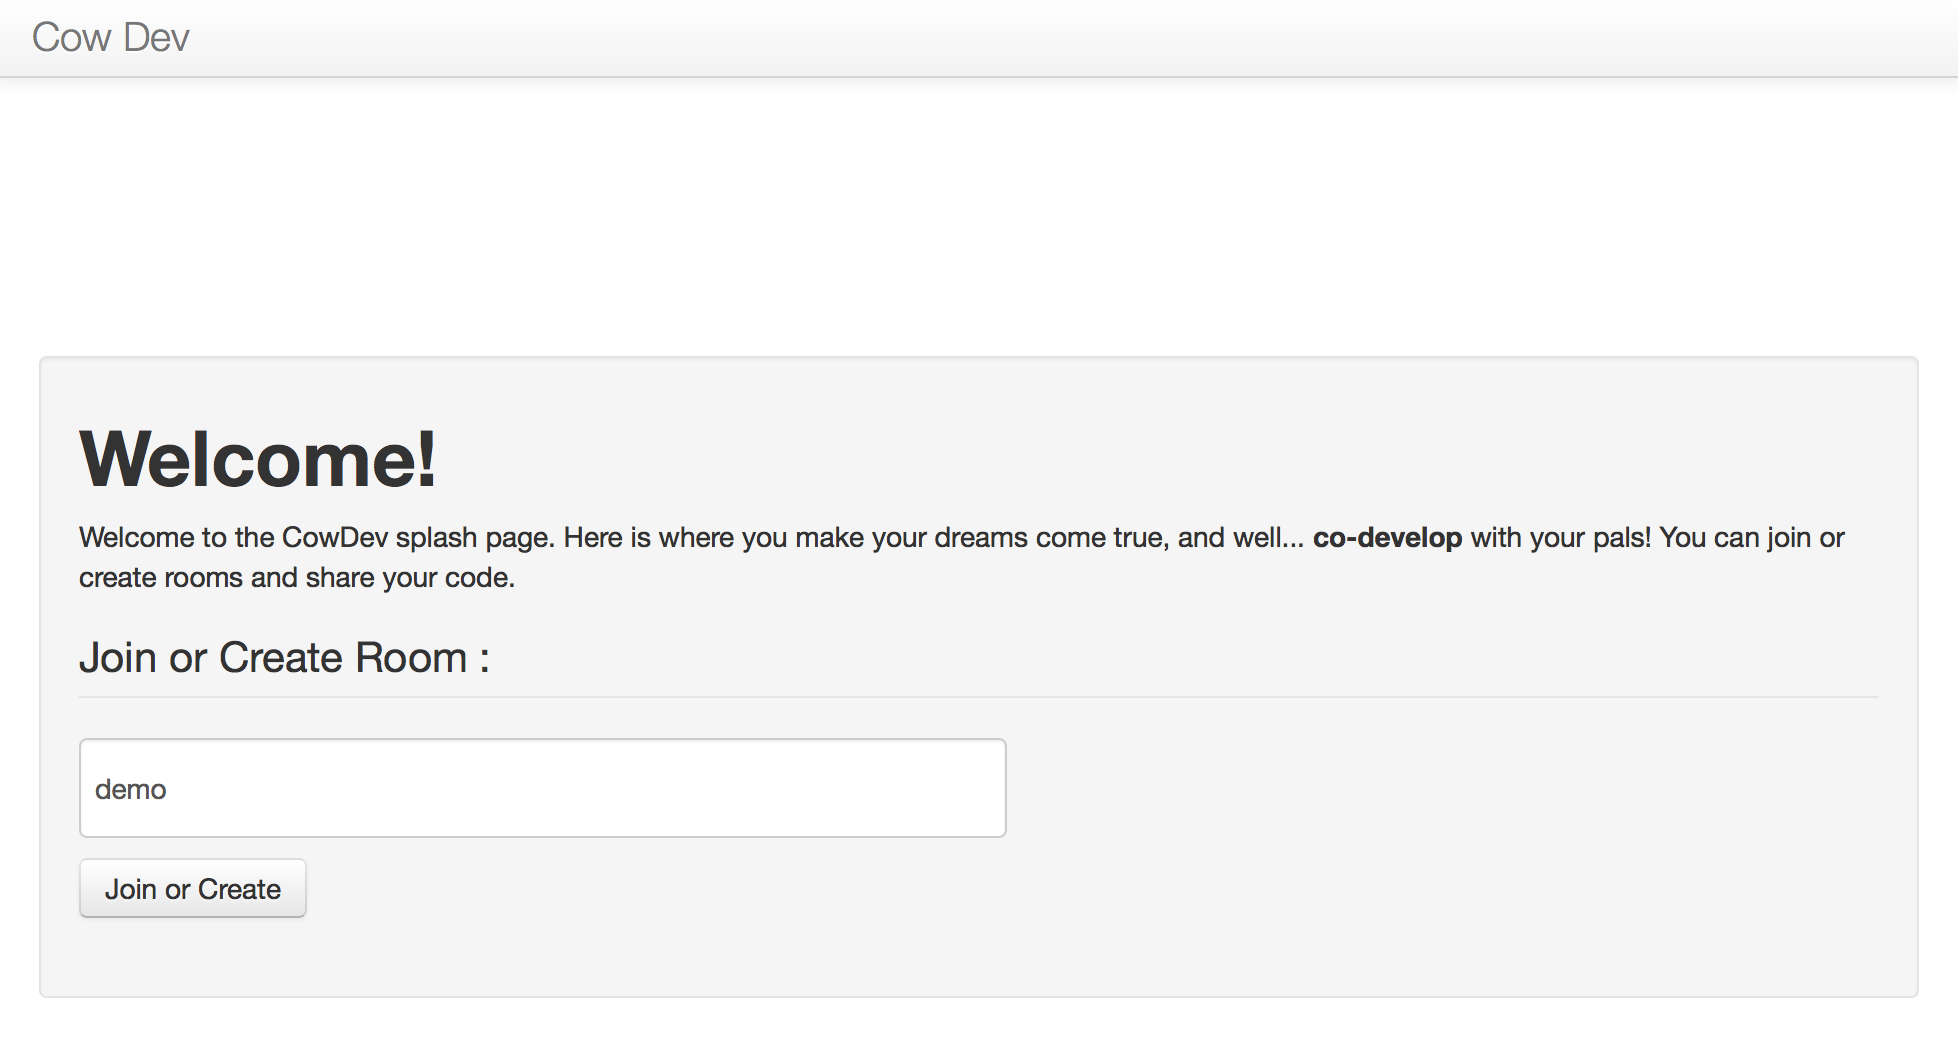 Cow Dev
Welcome!
Welcome to the CowDev splash page. Here is where you make your dreams come true, and well... co-develop with your pals! You can join or
create rooms and share your code.
Join or Create Room :
demo
Join or Create